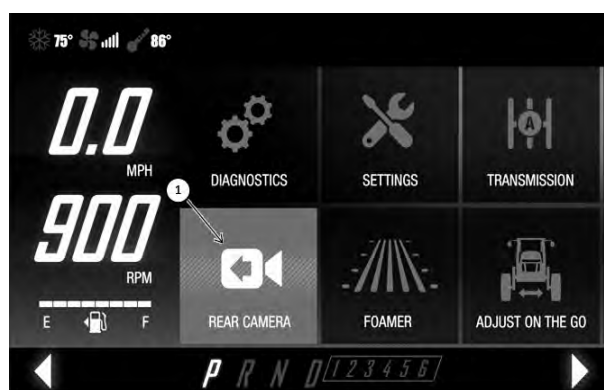 75° 86°
0.0
MPH
900
RPM
E F
DIAGNOSTICS SETTINGS TRANSMISSION
A
1
REAR CAMERA FOAMER ADJUST ON THE GO
P R N D 1 2 3 4 5 6 7